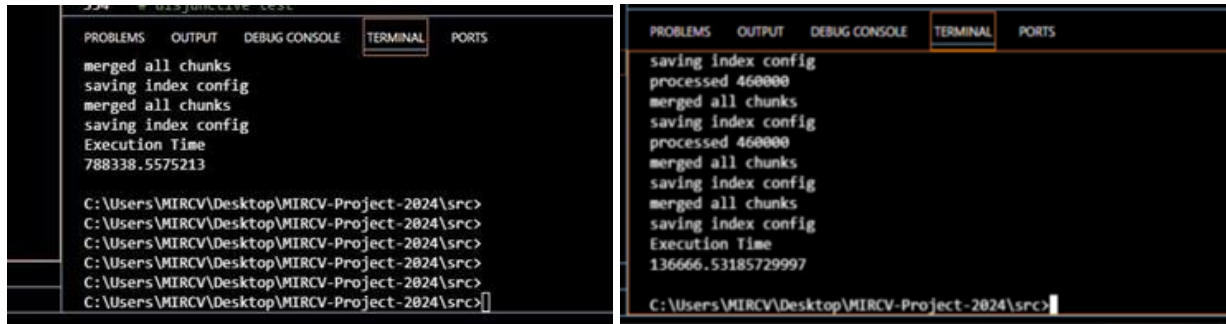 554 # disjunctive test
PROBLEMS OUTPUT DEBUG CONSOLE TERMINAL PORTS
merged all chunks
saving index config
merged all chunks
saving index config
Execution Time
788338.5575213
C:\Users\MIRCV\Desktop\MIRCV-Project-2024\src>
C:\Users\MIRCV\Desktop\MIRCV-Project-2024\src>
C:\Users\MIRCV\Desktop\MIRCV-Project-2024\src>
C:\Users\MIRCV\Desktop\MIRCV-Project-2024\src>
C:\Users\MIRCV\Desktop\MIRCV-Project-2024\src>
C:\Users\MIRCV\Desktop\MIRCV-Project-2024\src>
PROBLEMS OUTPUT DEBUG CONSOLE TERMINAL PORTS
saving index config
processed 460000
merged all chunks
saving index config
processed 460000
merged all chunks
saving index config
merged all chunks
saving index config
Execution Time
136666.53185729997
C:\Users\MIRCV\Desktop\MIRCV-Project-2024\src>